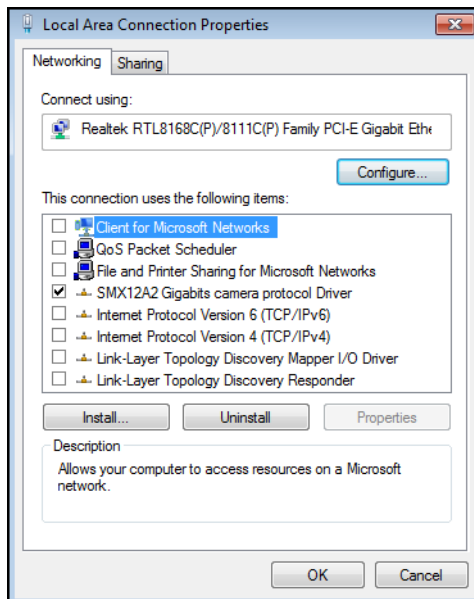 Local Area Connection Properties
Networking Sharing
Connect using:
Realtek RTL8168C(P)/8111C(P) Family PCI-E Gigabit Ethe
Configure...
This connection uses the following items:
Client for Microsoft Networks
QoS Packet Scheduler
File and Printer Sharing for Microsoft Networks
SMX12A2 Gigabits camera protocol Driver
Internet Protocol Version 6 (TCP/IPv6)
Internet Protocol Version 4 (TCP/IPv4)
Link-Layer Topology Discovery Mapper I/O Driver
Link-Layer Topology Discovery Responder
Install... Uninstall Properties
Description
Allows your computer to access resources on a Microsoft
network.
OK Cancel